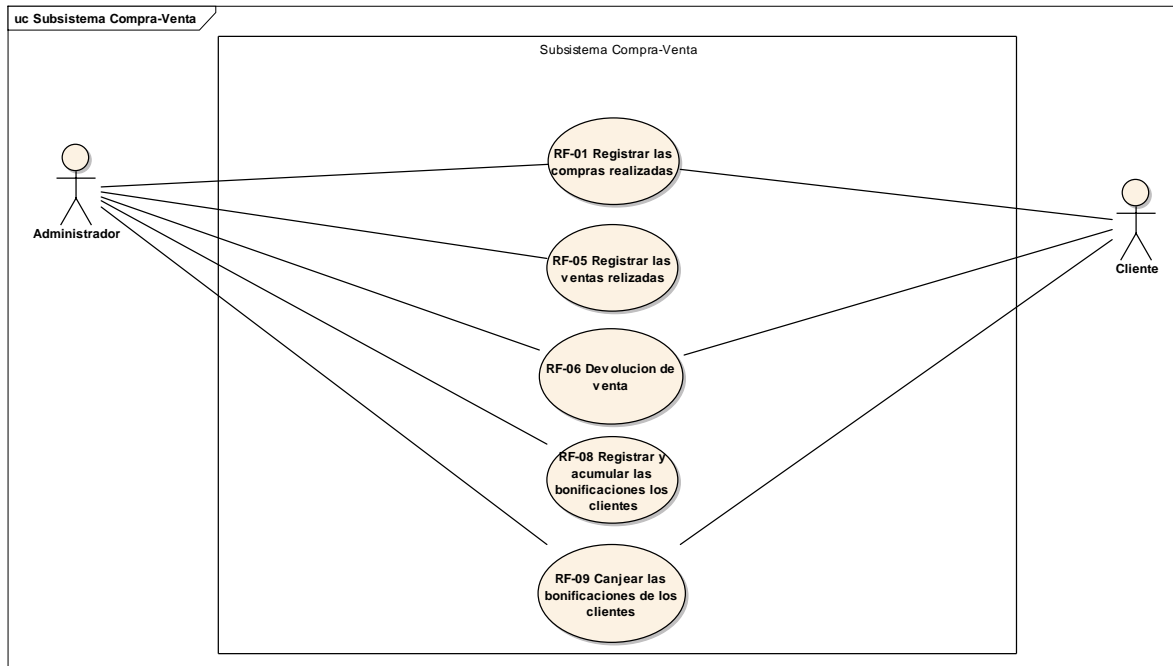 uc Subsistema Compra-Venta
Subsistema Compra-Venta
RF-01 Registrar las
compras realizadas
Administrador
Cliente
RF-05 Registrar las
ventas relizadas
RF-06 Devolucion de
venta
RF-08 Registrar y
acumular las
bonificaciones los
clientes
RF-09 Canjear las
bonificaciones de los
clientes